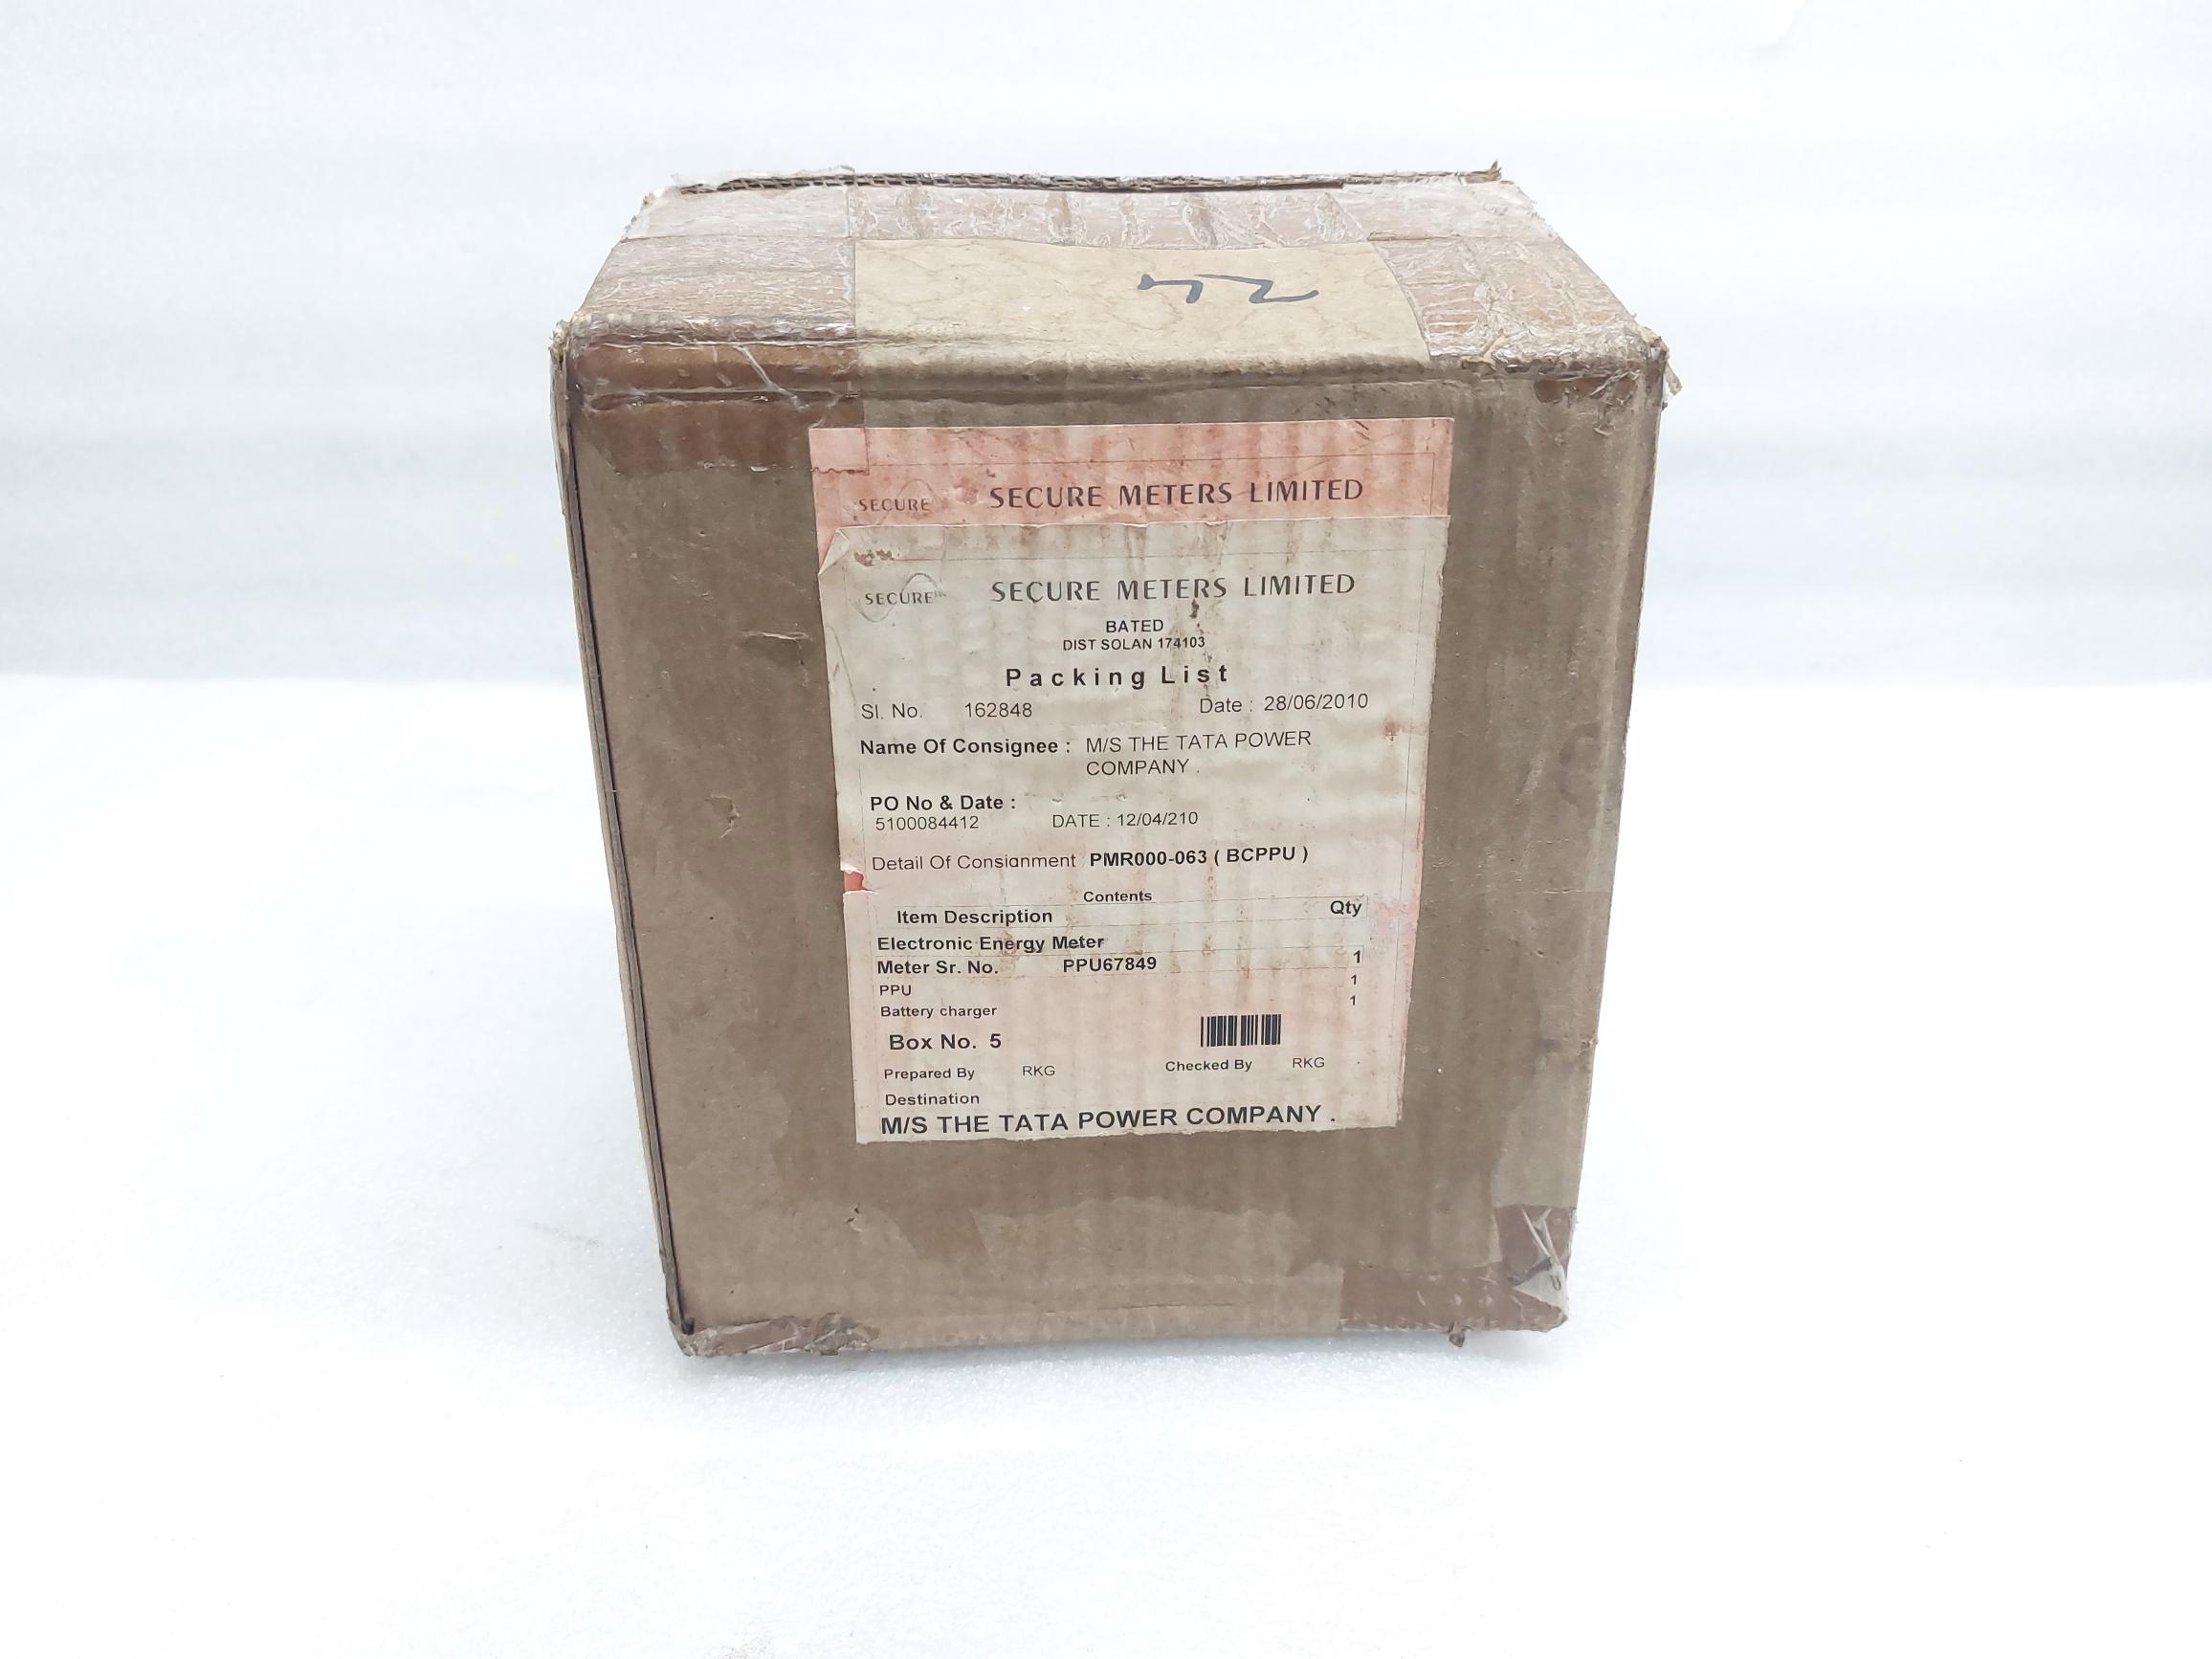 SECURE SECURE METERS LIMITED
SECURE SECURE METERS LIMITED
BATED
DIST SOLAN 174103
Packing List
Sl. No. 162848 Date : 28/06/2010
Name Of Consignee : M/S THE TATA POWER
COMPANY .
PO No & Date :
5100084412 DATE : 12/04/210
Detail Of Consignment PMR000-063 ( BCPPU )
Contents
Item Description Qty
Electronic Energy Meter
Meter Sr. No. PPU67849 1
PPU 1
Battery charger 1
Box No. 5
Prepared By RKG Checked By RKG
Destination
M/S THE TATA POWER COMPANY .